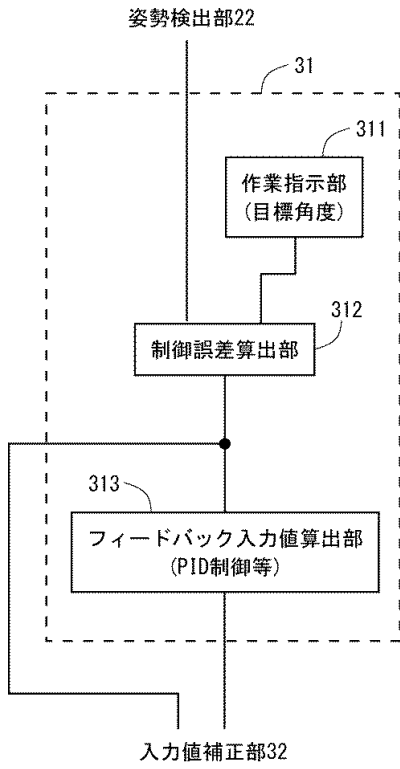 姿勢検出部22
31
311
作業指示部
(目標角度)
312
制御誤差算出部
313
フィードバック入力値算出部
(PID制御等)
入力値補正部32